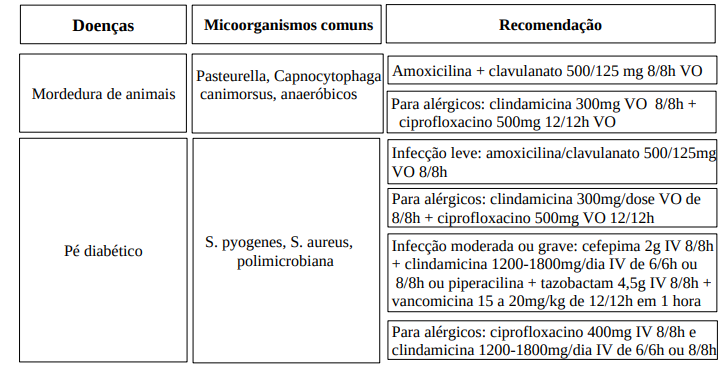 Doenças
Micoorganismos comuns
Recomendação
Mordedura de animais
Pasteurella, Capnocytophaga
canimorsus, anaeróbicos
Amoxicilina + clavulanato 500/125 mg 8/8h VO
Para alérgicos: clindamicina 300mg VO 8/8h +
ciprofloxacino 500mg 12/12h VO
Pé diabético
S. pyogenes, S. aureus,
polimicrobiana
Infecção leve: amoxicilina/clavulanato 500/125mg
VO 8/8h
Para alérgicos: clindamicina 300mg/dose VO de
8/8h + ciprofloxacino 500mg VO 12/12h
Infecção moderada ou grave: cefepima 2g IV 8/8h
+ clindamicina 1200-1800mg/dia IV de 6/6h ou
8/8h ou piperacilina + tazobactam 4,5g IV 8/8h +
vancomicina 15 a 20mg/kg de 12/12h em 1 hora
Para alérgicos: ciprofloxacino 400mg IV 8/8h e
clindamicina 1200-1800mg/dia IV de 6/6h ou 8/8h